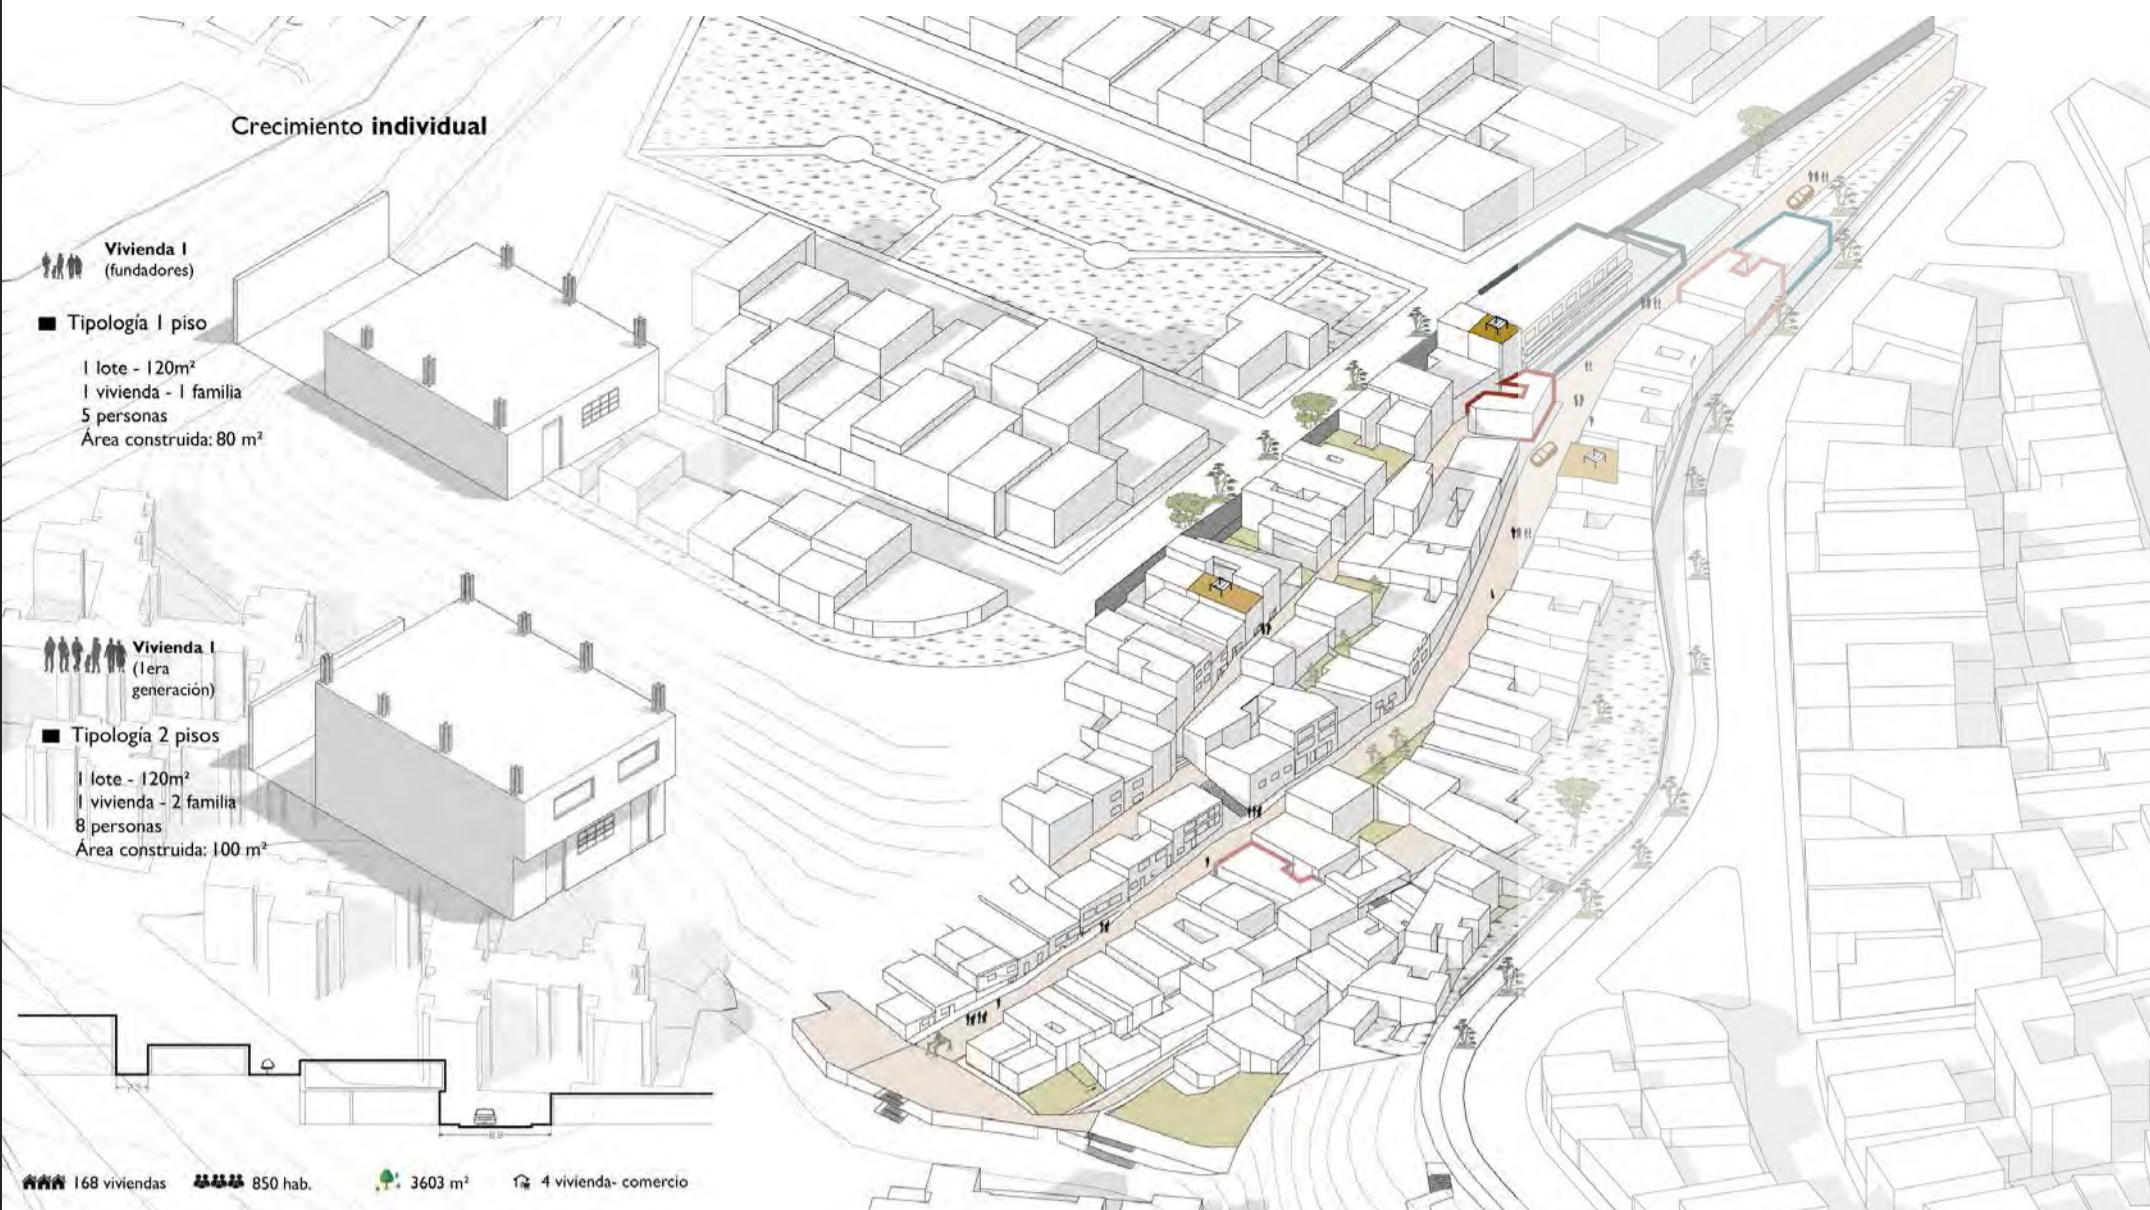 Crecimiento individual
Vivienda 1
(fundadores)
Tipología 1 piso
1 lote - 120m²
1 vivienda - 1 familia
5 personas
Área construida: 80 m²
Vivienda 1
(1era
generación)
Tipología 2 pisos
1 lote - 120m²
1 vivienda - 2 familia
8 personas
Área construida: 100 m²
168 viviendas
850 hab.
3603 m²
4 vivienda- comercio